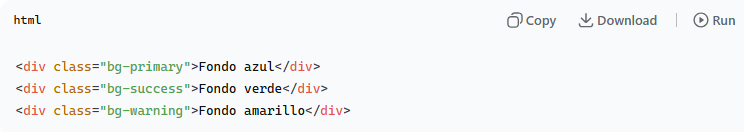 html Copy Download Run
<div class="bg-primary">Fondo azul</div>
<div class="bg-success">Fondo verde</div>
<div class="bg-warning">Fondo amarillo</div>